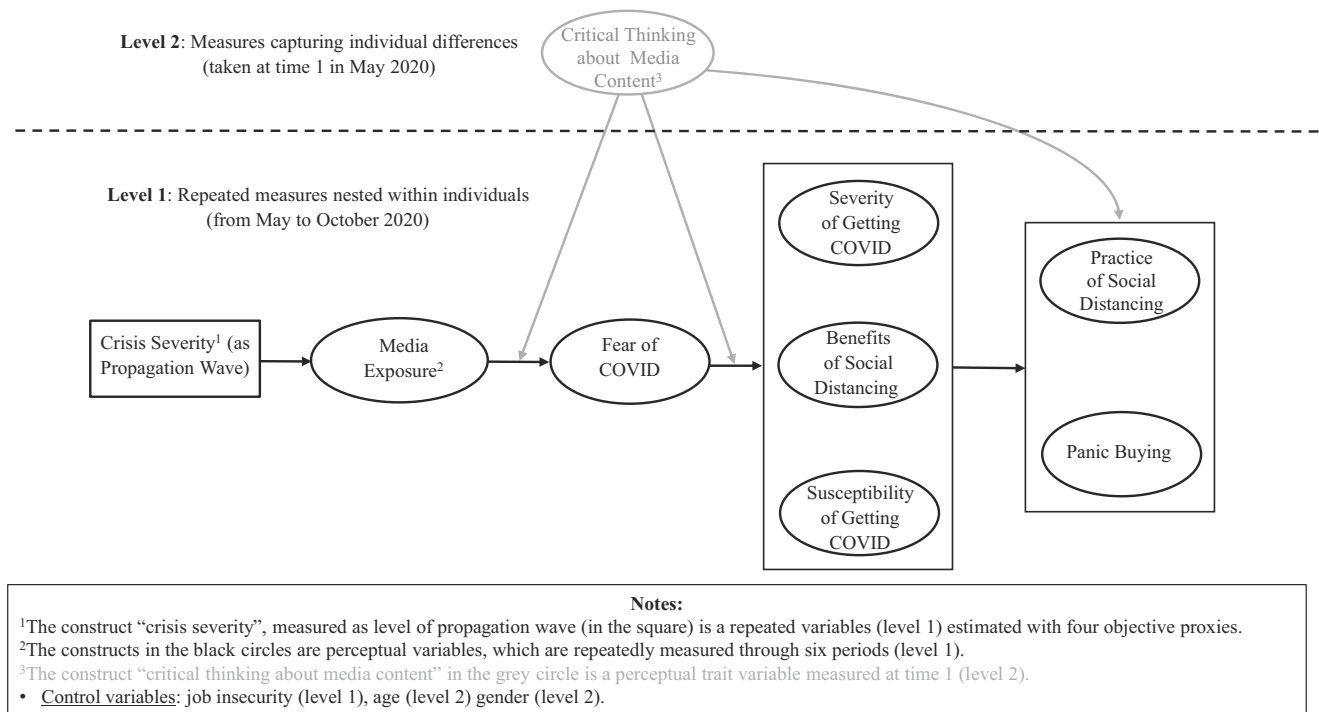 Level 2: Measures capturing individual differences
(taken at time 1 in May 2020)
Critical Thinking
about Media
Content³
Level 1: Repeated measures nested within individuals
(from May to October 2020)
Severity
of Getting
COVID
Practice
of Social
Distancing
Crisis Severity¹ (as
Propagation Wave)
Media
Exposure²
Fear of
COVID
Benefits
of Social
Distancing
Panic Buying
Susceptibility
of Getting
COVID
Notes:
¹The construct “crisis severity”, measured as level of propagation wave (in the square) is a repeated variables (level 1) estimated with four objective proxies.
²The constructs in the black circles are perceptual variables, which are repeatedly measured through six periods (level 1).
³The construct “critical thinking about media content” in the grey circle is a perceptual trait variable measured at time 1 (level 2).
• Control variables: job insecurity (level 1), age (level 2) gender (level 2).